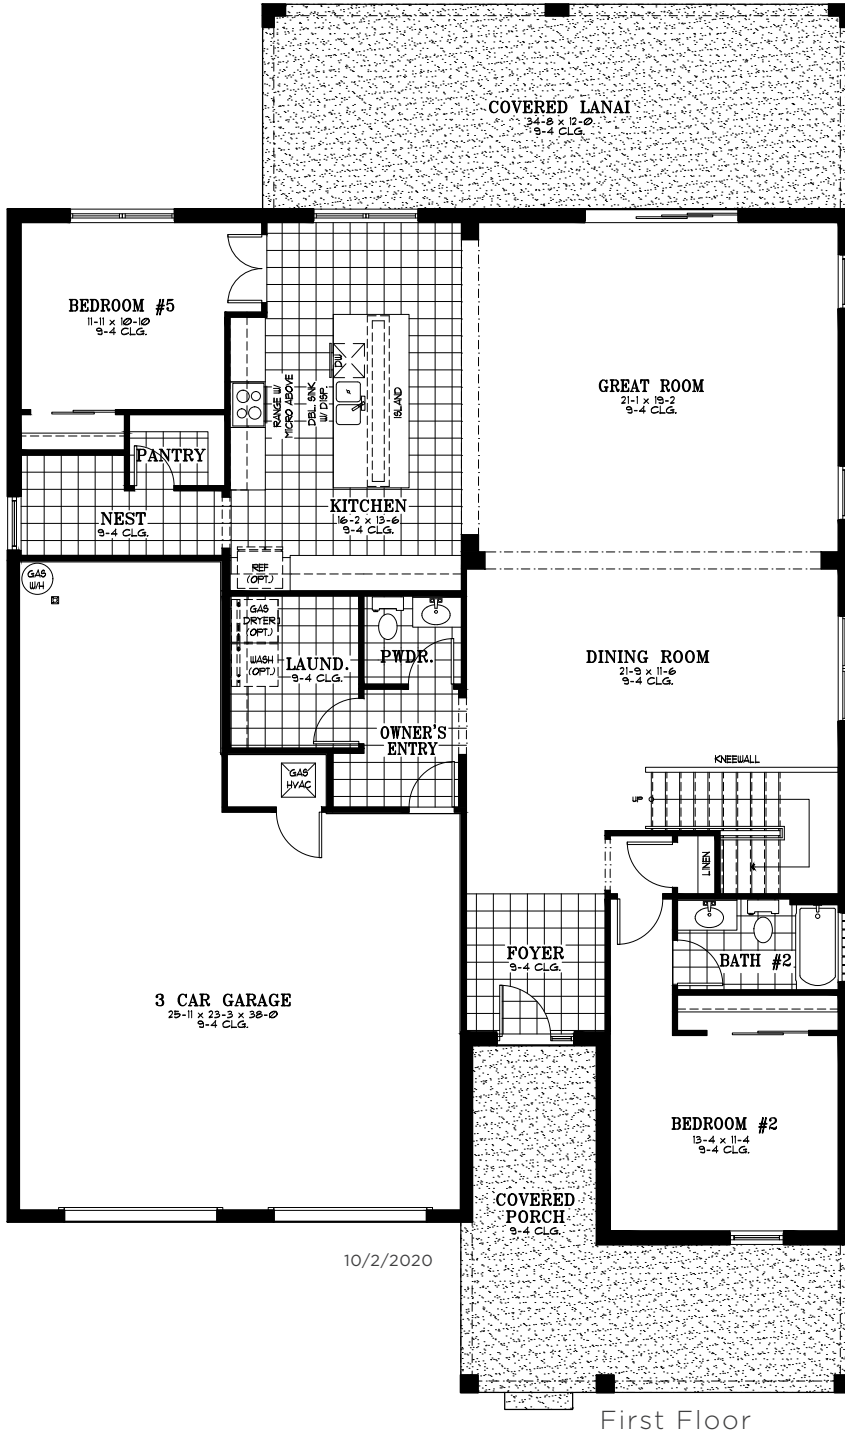 COVERED LANAI
34-8 x 12-0
9-4 CLG.
BEDROOM #5
11-11 x 10-10
9-4 CLG.
DW
RANGE W/
MICRO ABOVE
DBL. SINK
W/ DISP.
ISLAND
GREAT ROOM
21-1 x 19-2
9-4 CLG.
PANTRY
NEST
9-4 CLG.
KITCHEN
16-2 x 13-6
9-4 CLG.
GAS
W/H
REF
(OPT.)
GAS
DRYER
(OPT.)
WASH
(OPT.)
LAUND.
9-4 CLG.
PWDR.
DINING ROOM
21-9 x 11-6
9-4 CLG.
OWNER'S
ENTRY
GAS
HVAC
KNEEWALL
UP
LINEN
FOYER
9-4 CLG.
BATH #2
3 CAR GARAGE
25-11 x 23-3 x 38-0
9-4 CLG.
BEDROOM #2
13-4 x 11-4
9-4 CLG.
COVERED
PORCH
9-4 CLG.
10/2/2020
First Floor